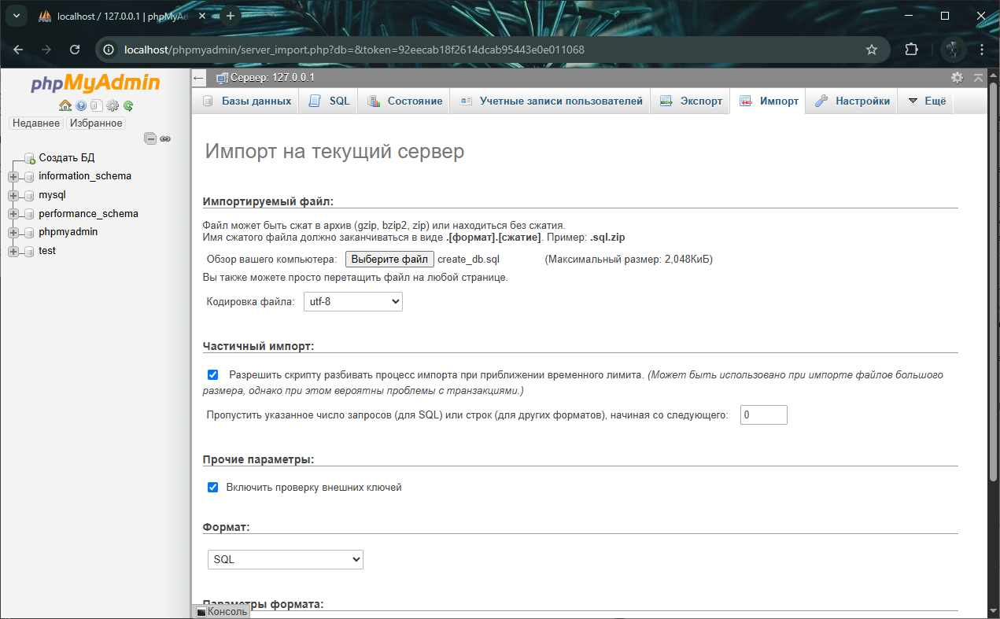 localhost / 127.0.0.1 | phpMyAd
localhost/phpmyadmin/server_import.php?db=&token=92eecab18f2614dcab95443e0e011068
phpMyAdmin
Недавнее Избранное
Создать БД
information_schema
mysql
performance_schema
phpmyadmin
test
Сервер: 127.0.0.1
Базы данных SQL Состояние Учетные записи пользователей Экспорт Импорт Настройки Ещё
Импорт на текущий сервер
Импортируемый файл:
Файл может быть сжат в архив (gzip, bzip2, zip) или находиться без сжатия.
Имя сжатого файла должно заканчиваться в виде .[формат].[сжатие]. Пример: .sql.zip
Обзор вашего компьютера: Выберите файл create_db.sql (Максимальный размер: 2,048КиБ)
Вы также можете просто перетащить файл на любой странице.
Кодировка файла: utf-8
Частичный импорт:
Разрешить скрипту разбивать процесс импорта при приближении временного лимита. (Может быть использовано при импорте файлов большого
размера, однако при этом вероятны проблемы с транзакциями.)
Пропустить указанное число запросов (для SQL) или строк (для других форматов), начиная со следующего: 0
Прочие параметры:
Включить проверку внешних ключей
Формат:
SQL
Параметры формата:
Консоль